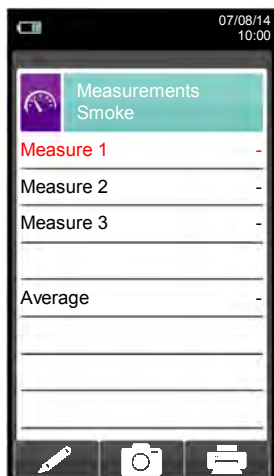 07/08/14
10:00
Measurements
Smoke
Measure 1 -
Measure 2 -
Measure 3 -
Average -